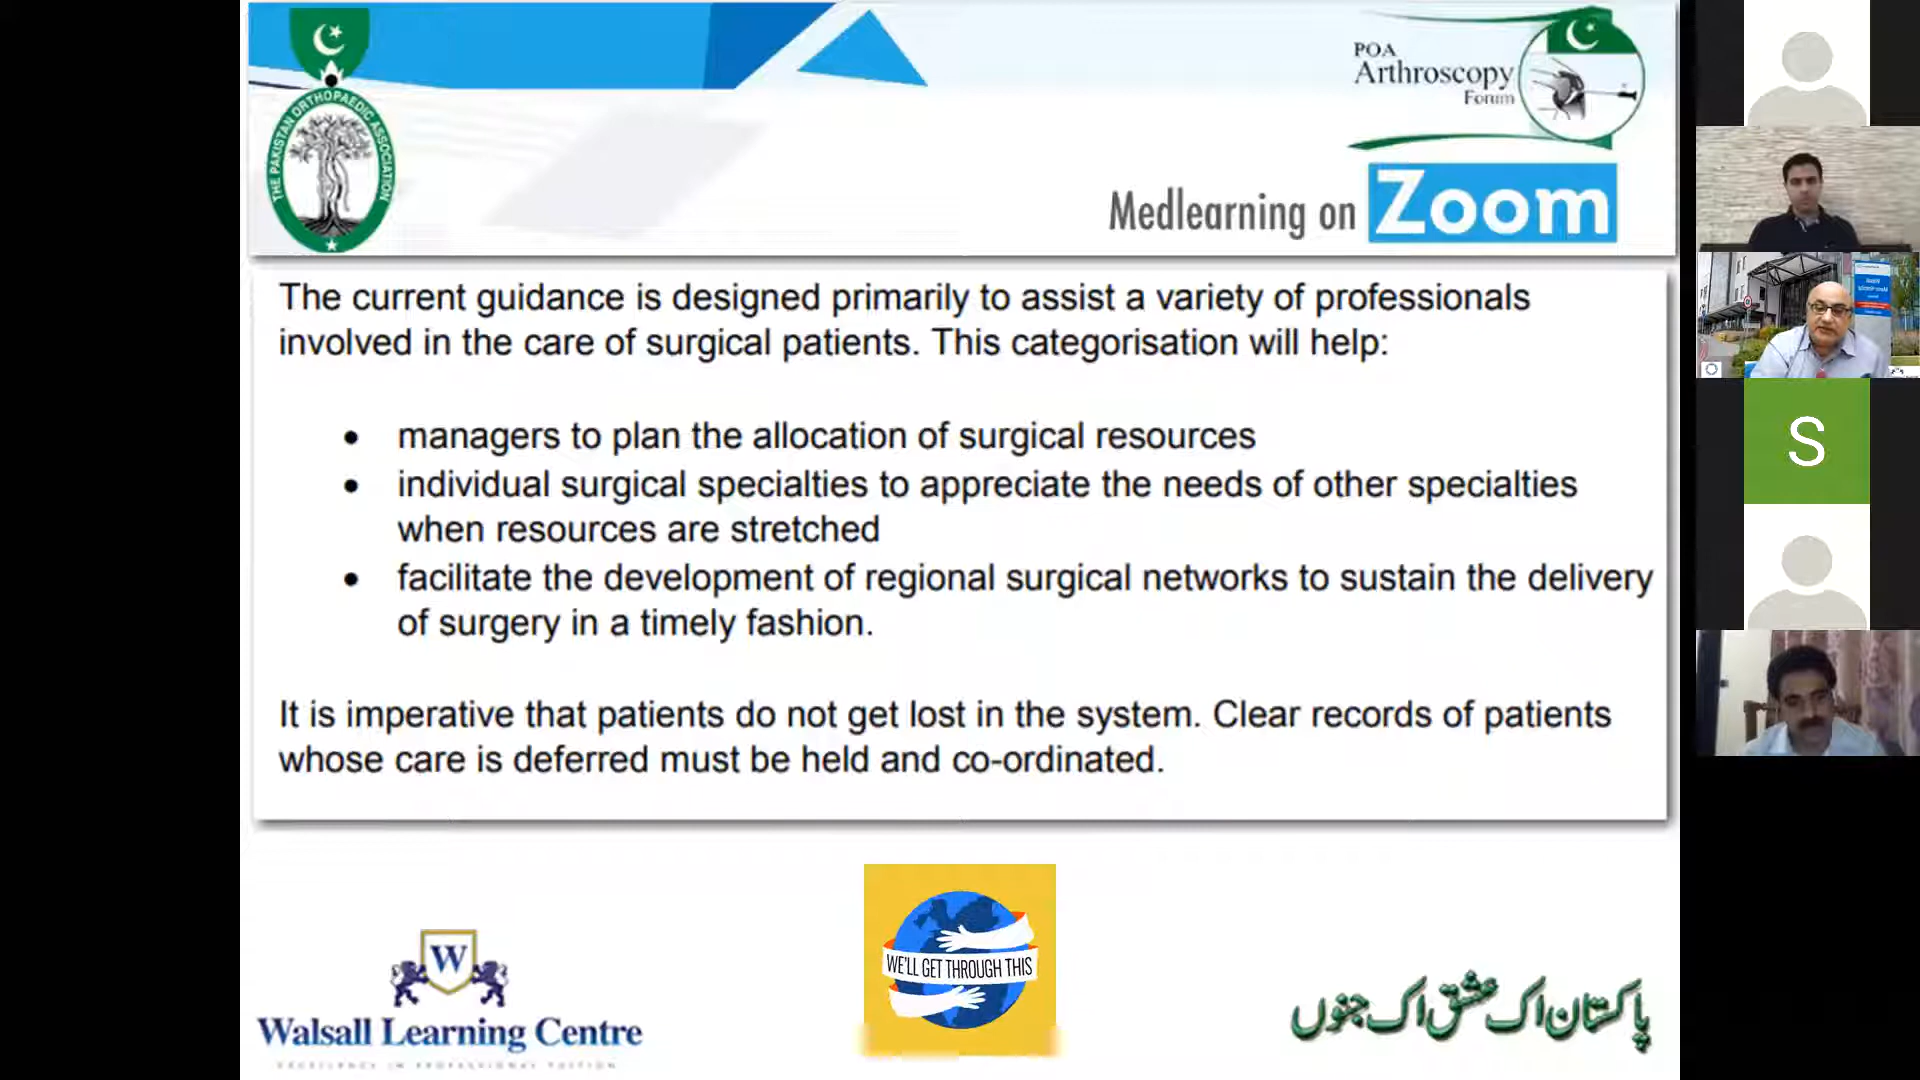 THE PAKISTAN ORTHOPAEDIC ASSOCIATION
POA
Arthroscopy
Forum
Medlearning on Zoom
The current guidance is designed primarily to assist a variety of professionals
involved in the care of surgical patients. This categorisation will help:
• managers to plan the allocation of surgical resources
• individual surgical specialties to appreciate the needs of other specialties
when resources are stretched
• facilitate the development of regional surgical networks to sustain the delivery
of surgery in a timely fashion.
It is imperative that patients do not get lost in the system. Clear records of patients
whose care is deferred must be held and co-ordinated.
S
W
Walsall Learning Centre
EXCELLENCE IN PROFESSIONAL TUITION
WE'LL GET THROUGH THIS
پاکستان اک عشق اک جنوں